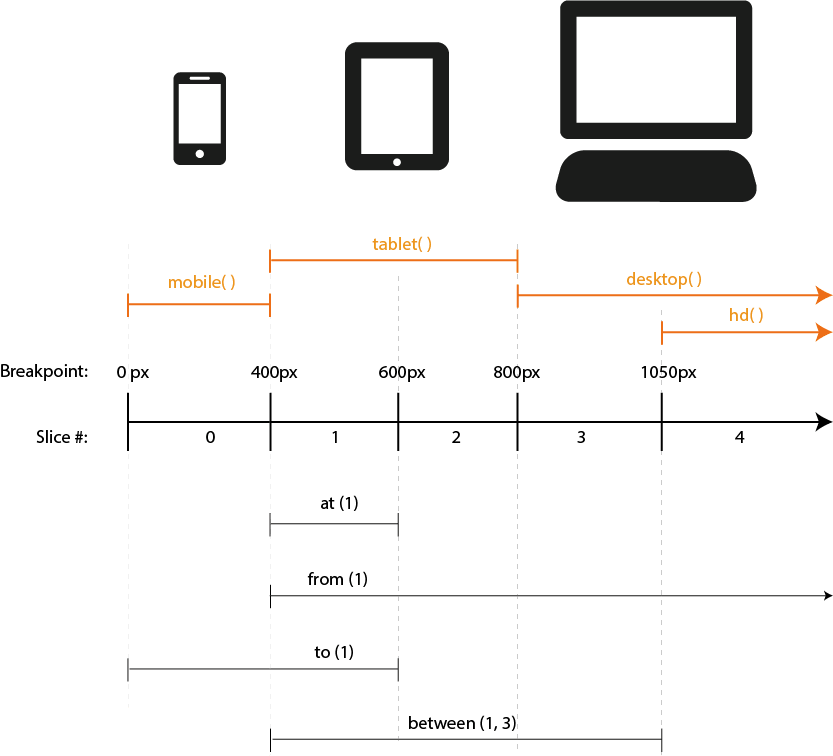 tablet( )
mobile( )
desktop( )
hd( )
Breakpoint: 0 px 400px 600px 800px 1050px
Slice #: 0 1 2 3 4
at (1)
from (1)
to (1)
between (1, 3)